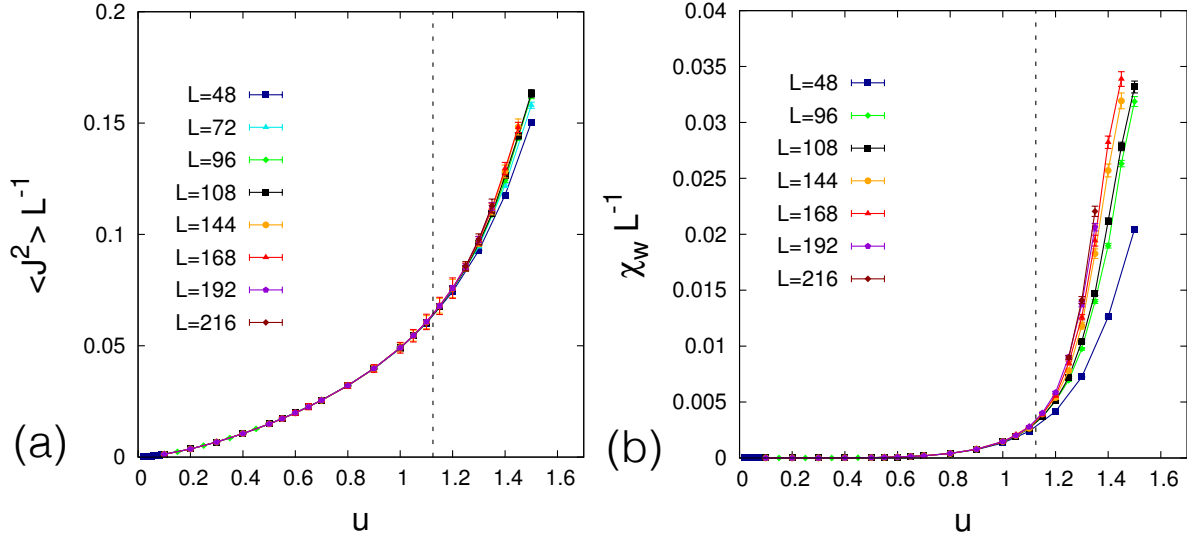 0.2
0.15
0.1
0.05
0
0 0.2 0.4 0.6 0.8 1 1.2 1.4 1.6
<J² > L⁻¹
u
L=48
L=72
L=96
L=108
L=144
L=168
L=192
L=216
(a)
0.04
0.035
0.03
0.025
0.02
0.015
0.01
0.005
0
0 0.2 0.4 0.6 0.8 1 1.2 1.4 1.6
χw L⁻¹
u
L=48
L=96
L=108
L=144
L=168
L=192
L=216
(b)